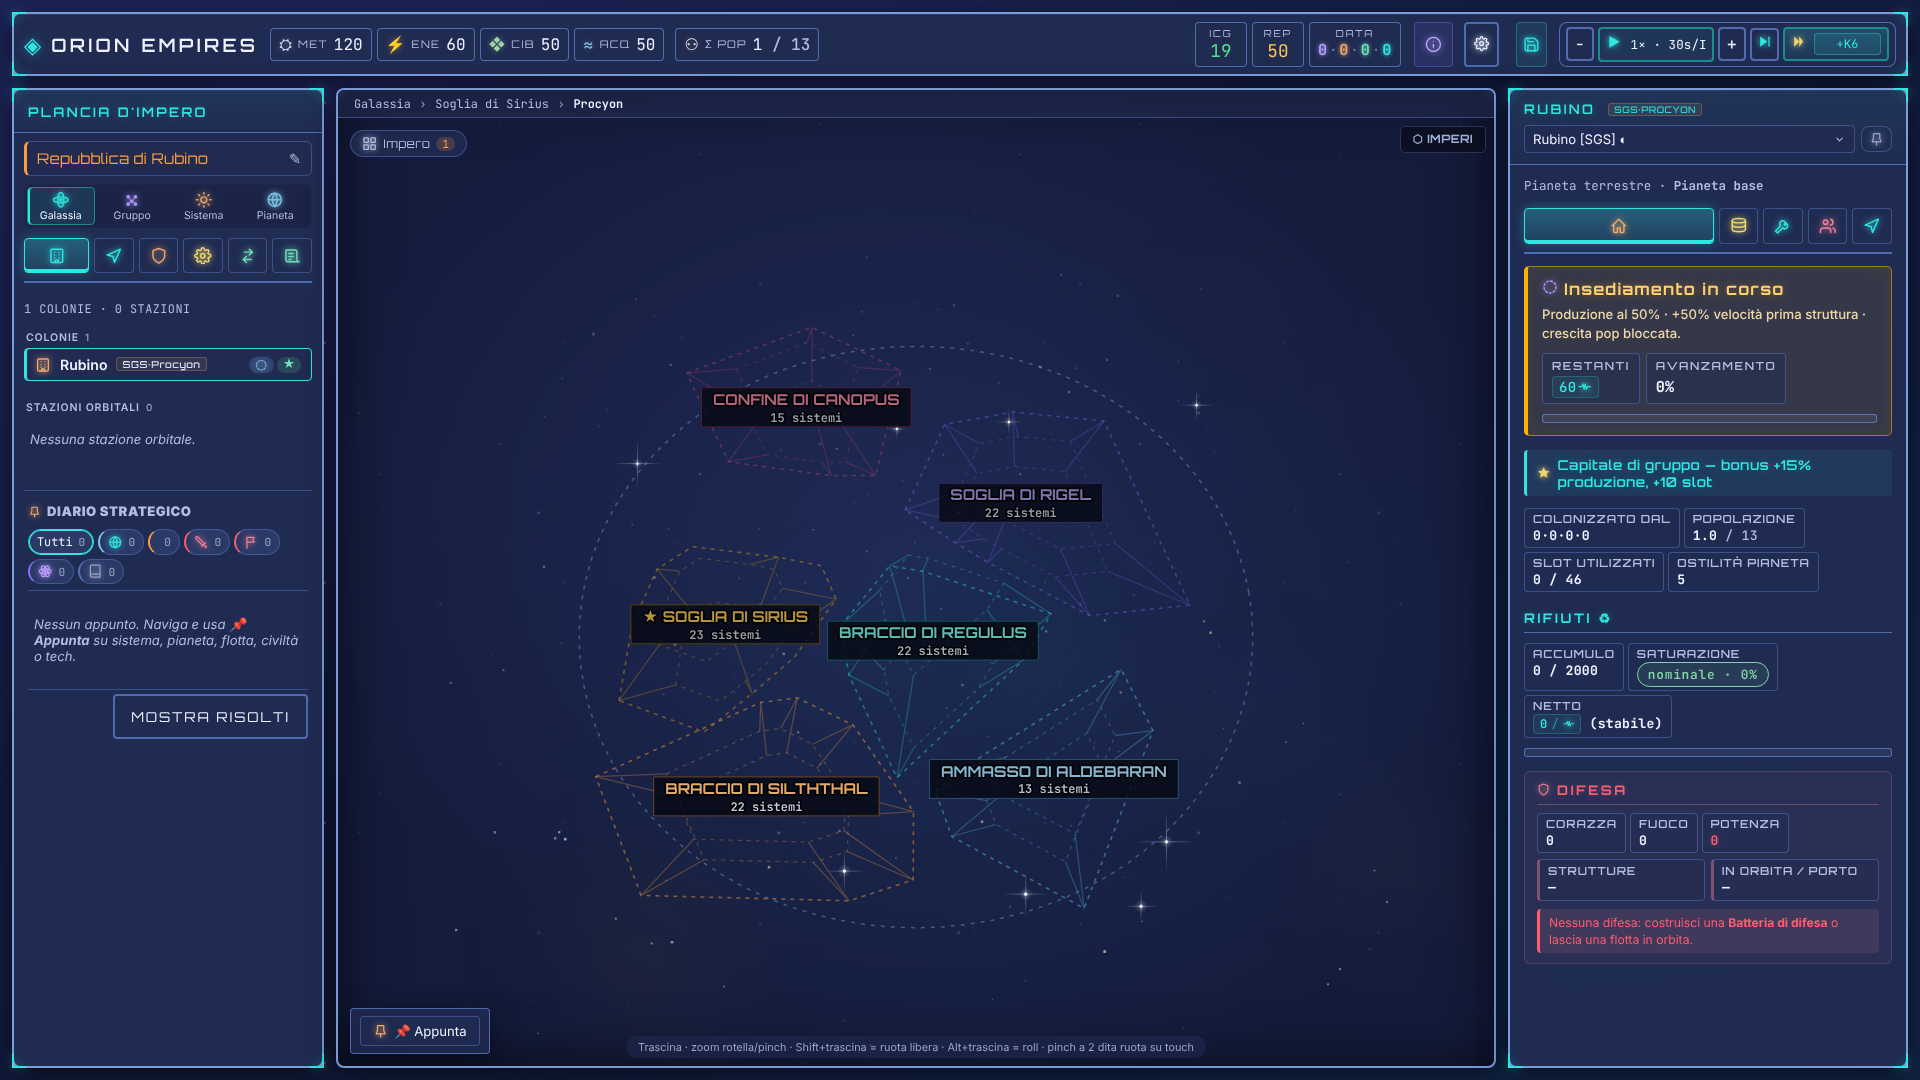 ORION EMPIRES
MET 120
ENE 60
CIB 50
ACQ 50
Σ POP 1 / 13
ICG
19
REP
50
DATA
0·0·0·0
-
1× · 30s/I
+
+K6
PLANCIA D'IMPERO
Repubblica di Rubino
Galassia
Gruppo
Sistema
Pianeta
1 COLONIE · 0 STAZIONI
COLONIE 1
Rubino SGS·Procyon
STAZIONI ORBITALI 0
Nessuna stazione orbitale.
DIARIO STRATEGICO
Tutti 0
0
0
0
0
0
0
Nessun appunto. Naviga e usa 📌
Appunta su sistema, pianeta, flotta, civiltà
o tech.
MOSTRA RISOLTI
Galassia › Soglia di Sirius › Procyon
Impero 1
IMPERI
CONFINE DI CANOPUS
15 sistemi
SOGLIA DI RIGEL
22 sistemi
★ SOGLIA DI SIRIUS
23 sistemi
BRACCIO DI REGULUS
22 sistemi
BRACCIO DI SILTHTHAL
22 sistemi
AMMASSO DI ALDEBARAN
13 sistemi
📌 Appunta
Trascina · zoom rotella/pinch · Shift+trascina = ruota libera · Alt+trascina = roll · pinch a 2 dita ruota su touch
RUBINO SGS·PROCYON
Rubino [SGS]
Pianeta terrestre · Pianeta base
Insediamento in corso
Produzione al 50% · +50% velocità prima struttura ·
crescita pop bloccata.
RESTANTI
60
AVANZAMENTO
0%
Capitale di gruppo — bonus +15%
produzione, +10 slot
COLONIZZATO DAL
0·0·0·0
POPOLAZIONE
1.0 / 13
SLOT UTILIZZATI
0 / 46
OSTILITÀ PIANETA
5
RIFIUTI ♻
ACCUMULO
0 / 2000
SATURAZIONE
nominale · 0%
NETTO
0 / (stabile)
DIFESA
CORAZZA
0
FUOCO
0
POTENZA
0
STRUTTURE
—
IN ORBITA / PORTO
—
Nessuna difesa: costruisci una Batteria di difesa o
lascia una flotta in orbita.